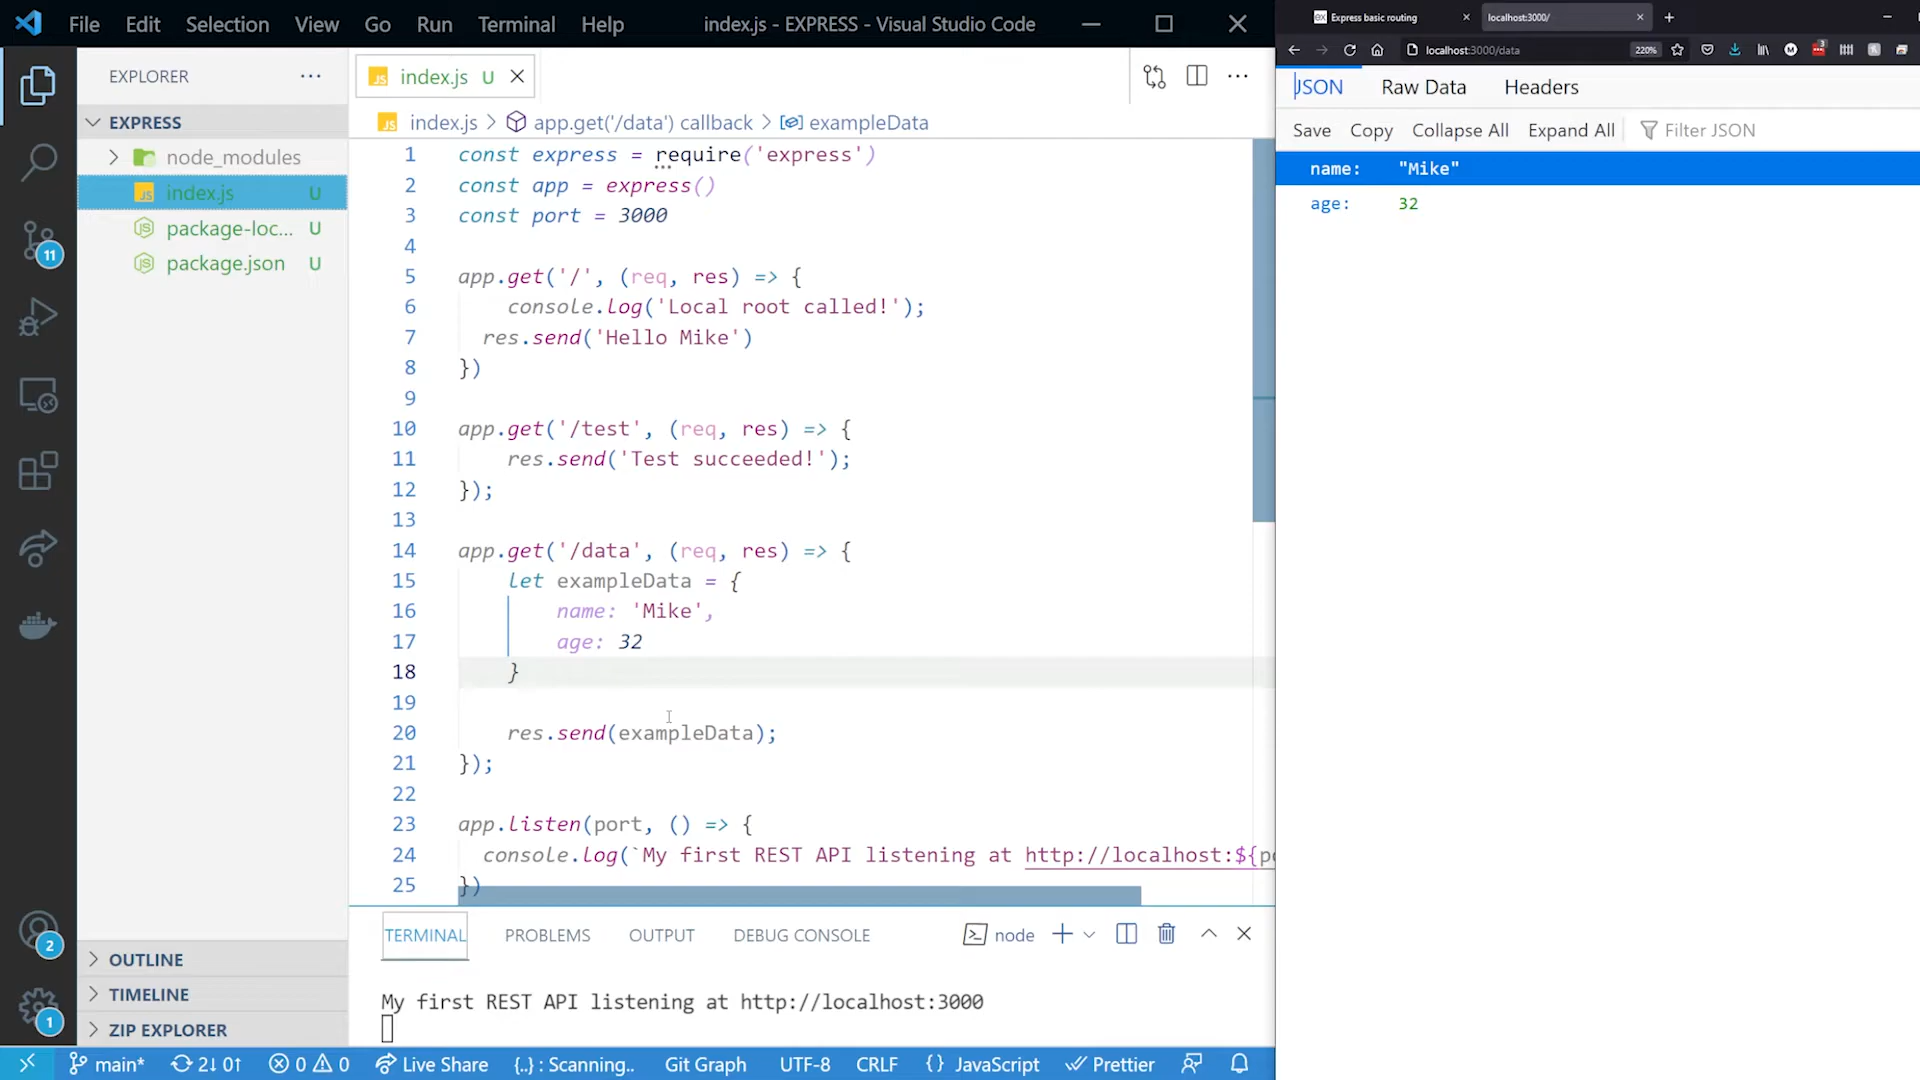 File Edit Selection View Go Run Terminal Help index.js - EXPRESS - Visual Studio Code
EXPLORER
EXPRESS
node_modules
index.js U
package-loc... U
package.json U
OUTLINE
TIMELINE
ZIP EXPLORER
11
2
1
index.js U
index.js > app.get('/data') callback > exampleData
1 const express = require('express')
2 const app = express()
3 const port = 3000
4
5 app.get('/', (req, res) => {
6 console.log('Local root called!');
7 res.send('Hello Mike')
8 })
9
10 app.get('/test', (req, res) => {
11 res.send('Test succeeded!');
12 });
13
14 app.get('/data', (req, res) => {
15 let exampleData = {
16 name: 'Mike',
17 age: 32
18 }
19
20 res.send(exampleData);
21 });
22
23 app.listen(port, () => {
24 console.log(`My first REST API listening at http://localhost:${po
25 })
TERMINAL PROBLEMS OUTPUT DEBUG CONSOLE node
My first REST API listening at http://localhost:3000
main* 2↓ 0↑ 0 0 Live Share {..} : Scanning.. Git Graph UTF-8 CRLF {} JavaScript Prettier
Express basic routing localhost:3000/
localhost:3000/data 220% 3
JSON Raw Data Headers
Save Copy Collapse All Expand All Filter JSON
name: "Mike"
age: 32